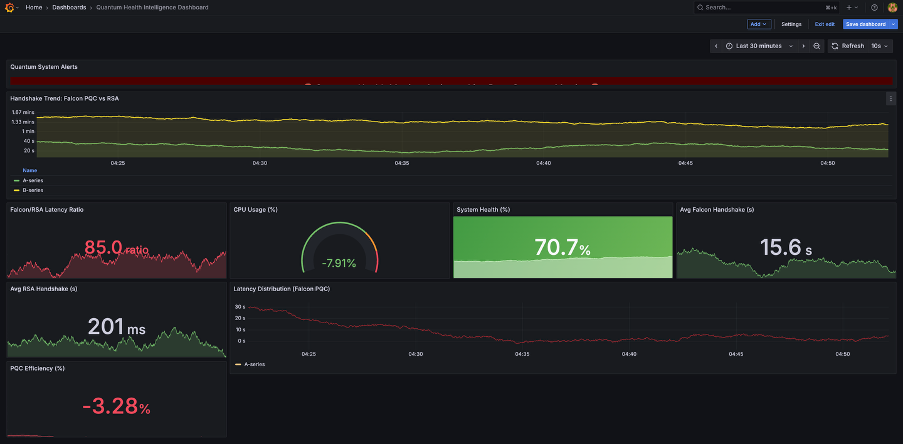 Home › Dashboards › Quantum Health Intelligence Dashboard
Search... ⌘+k
Add Settings Exit edit Save dashboard
Last 30 minutes Refresh 10s
Quantum System Alerts
Handshake Trend: Falcon PQC vs RSA
1.67 mins
1.33 mins
1 min
40 s
20 s
04:25 04:30 04:35 04:40 04:45 04:50
Name
A-series
B-series
Falcon/RSA Latency Ratio
85.0 ratio
CPU Usage (%)
-7.91%
System Health (%)
70.7%
Avg Falcon Handshake (s)
15.6 s
Avg RSA Handshake (s)
201 ms
Latency Distribution (Falcon PQC)
30 s
20 s
10 s
0 s
04:25 04:30 04:35 04:40 04:45 04:50
A-series
PQC Efficiency (%)
-3.28%